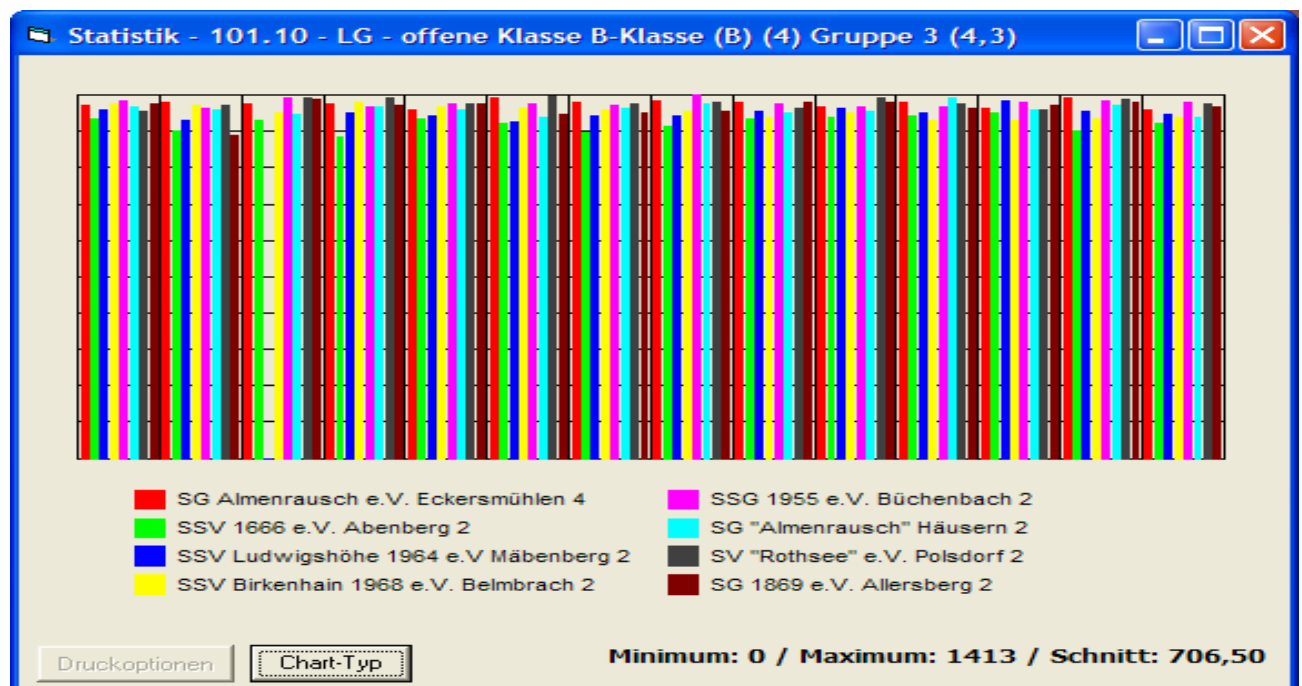 Statistik - 101.10 - LG - offene Klasse B-Klasse (B) (4) Gruppe 3 (4,3)
SG Almenrausch e.V. Eckersmühlen 4
SSV 1666 e.V. Abenberg 2
SSV Ludwigshöhe 1964 e.V Mäbenberg 2
SSV Birkenhain 1968 e.V. Belmbrach 2
SSG 1955 e.V. Büchenbach 2
SG "Almenrausch" Häusern 2
SV "Rothsee" e.V. Polsdorf 2
SG 1869 e.V. Allersberg 2
Druckoptionen
Chart-Typ
Minimum: 0 / Maximum: 1413 / Schnitt: 706,50